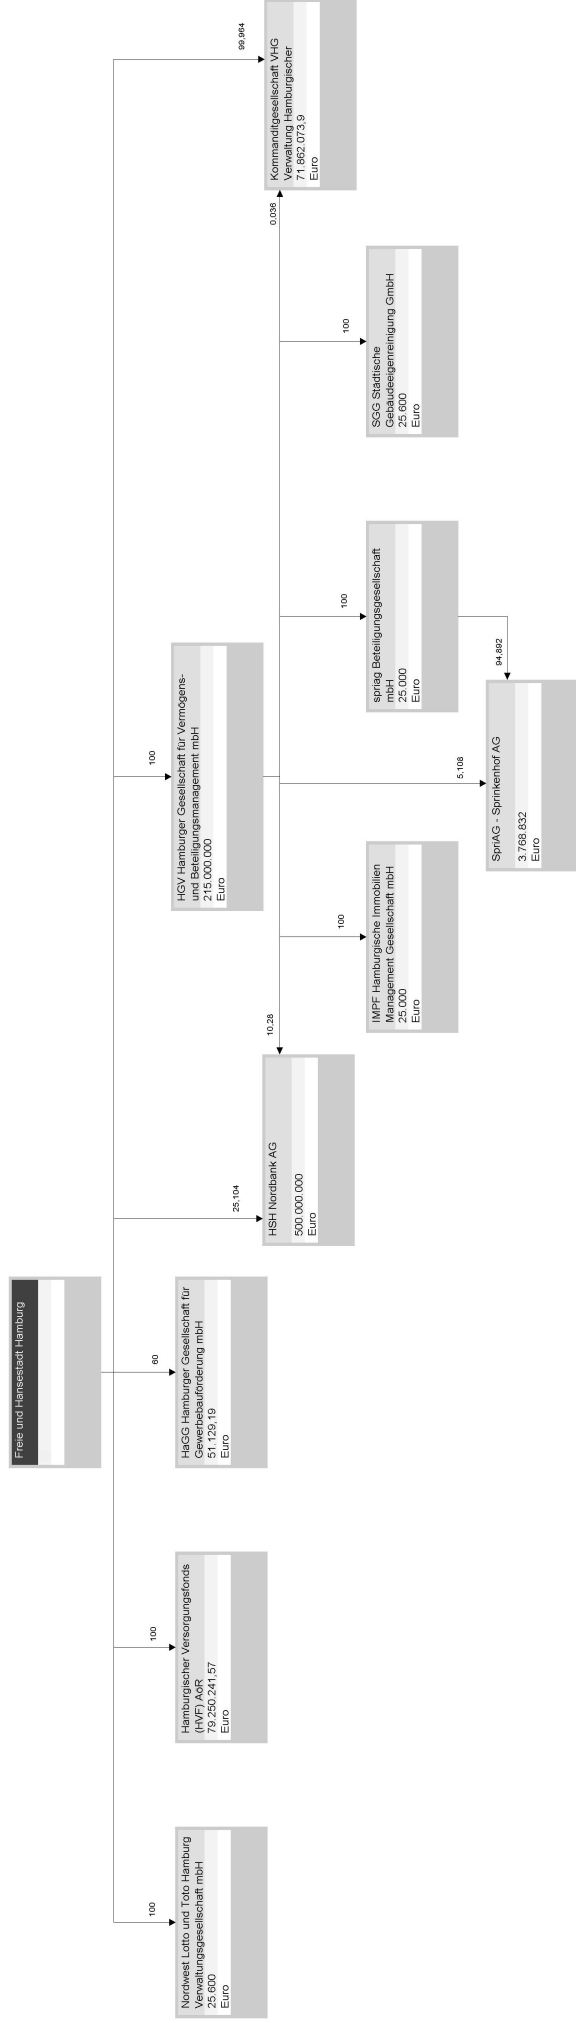 Freie und Hansestadt Hamburg
100
Nordwest Lotto und Toto Hamburg
Verwaltungsgesellschaft mbH
25.600
Euro
100
Hamburgischer Versorgungsfonds
(HVF) AöR
79.250.241,57
Euro
60
HaGG Hamburger Gesellschaft für
Gewerbebauförderung mbH
51.129,19
Euro
25,104
10,28
HSH Nordbank AG
500.000.000
Euro
100
HGV Hamburger Gesellschaft für Vermögens-
und Beteiligungsmanagement mbH
215.000.000
Euro
99,964
0,036
Kommanditgesellschaft VHG
Verwaltung Hamburgischer
71.862.073,9
Euro
100
IMPF Hamburgische Immobilien
Management Gesellschaft mbH
25.000
Euro
100
spriag Beteiligungsgesellschaft
mbH
25.000
Euro
100
SGG Städtische
Gebäudeeigenreinigung GmbH
25.600
Euro
5,108
94,892
SpriAG - Sprinkenhof AG
3.768.832
Euro